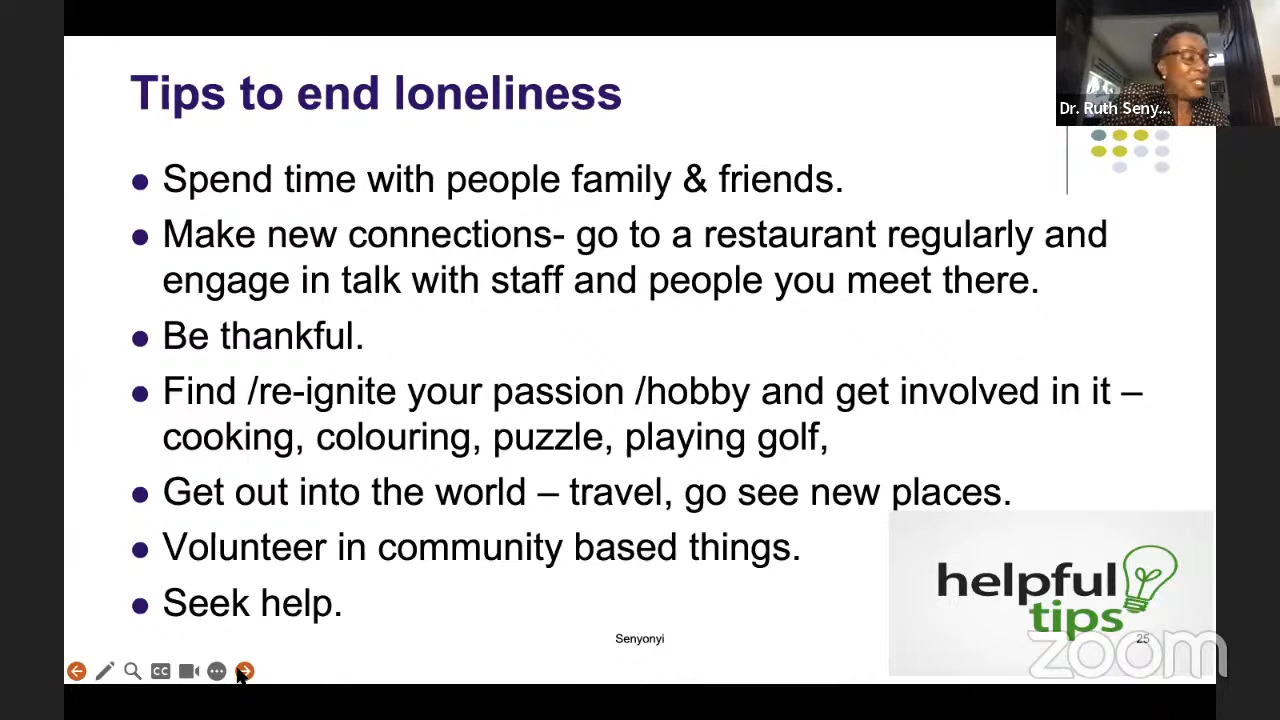 Tips to end loneliness
Dr. Ruth Seny...
Spend time with people family & friends.
Make new connections- go to a restaurant regularly and
engage in talk with staff and people you meet there.
Be thankful.
Find /re-ignite your passion /hobby and get involved in it –
cooking, colouring, puzzle, playing golf,
Get out into the world – travel, go see new places.
Volunteer in community based things.
Seek help.
helpful
tips
Senyonyi
25
zoom
CC